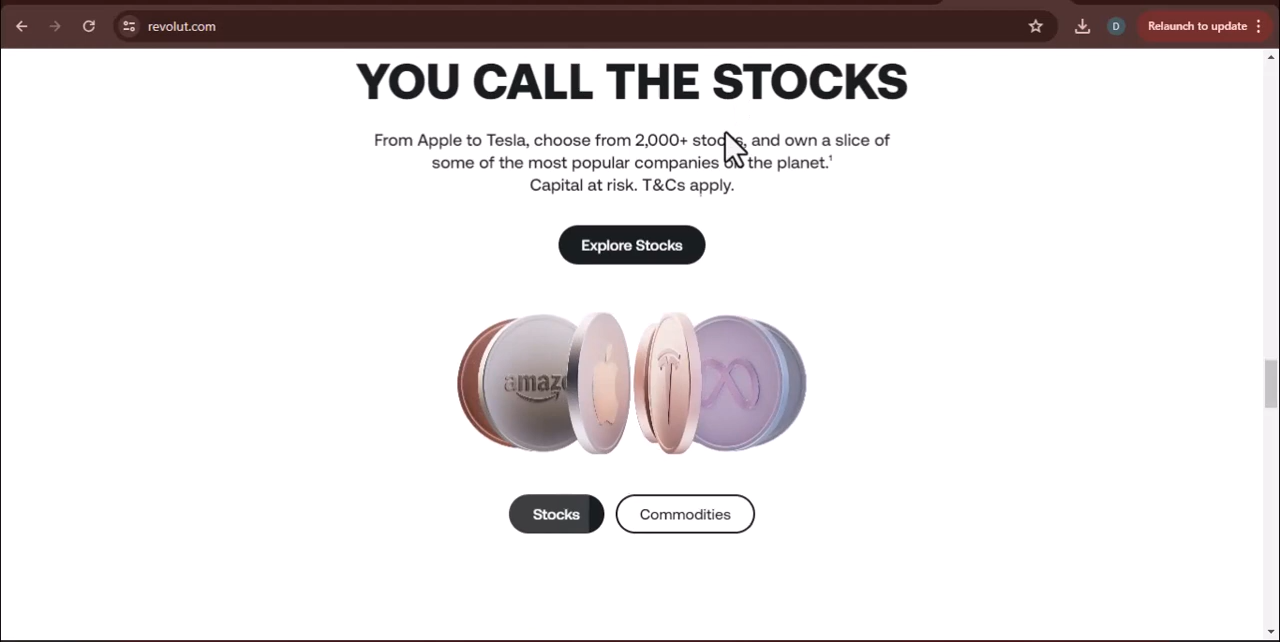 revolut.com
D
Relaunch to update
YOU CALL THE STOCKS
From Apple to Tesla, choose from 2,000+ stocks, and own a slice of
some of the most popular companies on the planet.¹
Capital at risk. T&Cs apply.
Explore Stocks
amaz
Stocks
Commodities